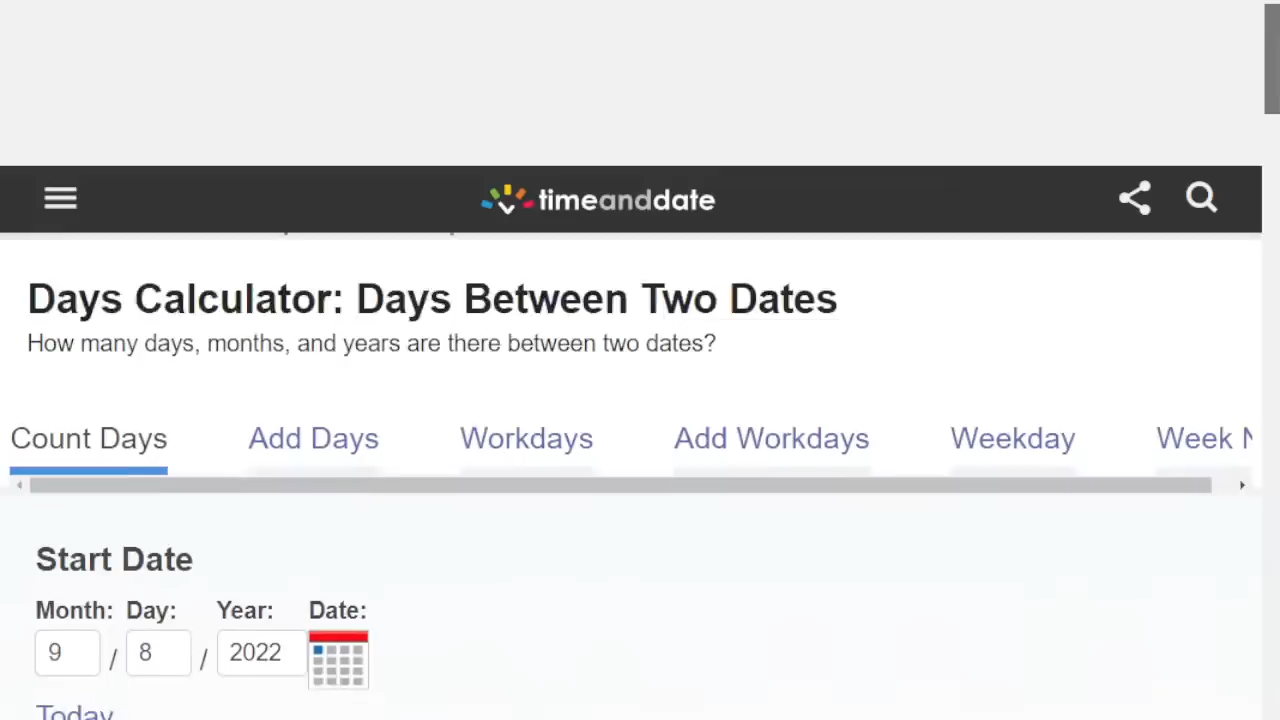 timeanddate
Days Calculator: Days Between Two Dates
How many days, months, and years are there between two dates?
Count Days Add Days Workdays Add Workdays Weekday Week
Start Date
Month: Day: Year: Date:
9 / 8 / 2022
Today